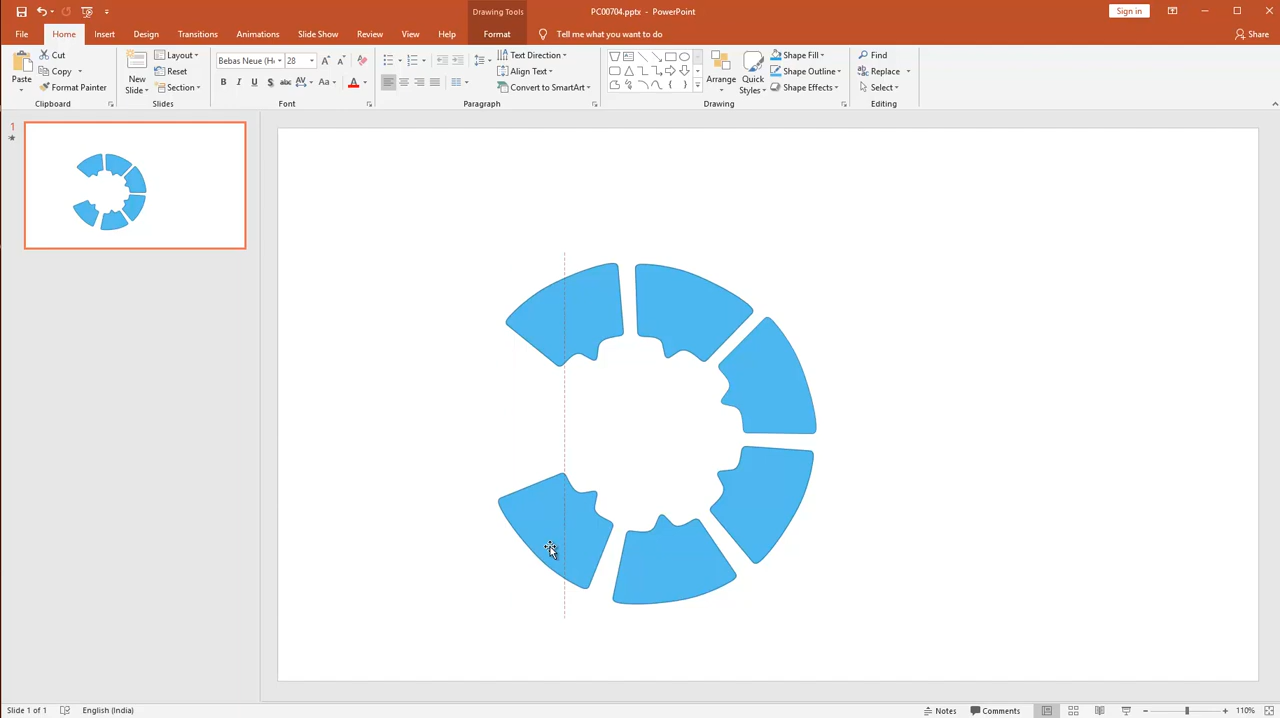 Drawing Tools
PC00704.pptx - PowerPoint
Sign in
File
Home
Insert
Design
Transitions
Animations
Slide Show
Review
View
Help
Format
Tell me what you want to do
Share
Paste
Cut
Copy
Format Painter
Clipboard
New
Slide
Layout
Reset
Section
Slides
Bebas Neue (H
28
B I U S abc AV Aa A
Font
Text Direction
Align Text
Convert to SmartArt
Paragraph
Arrange
Quick
Styles
Shape Fill
Shape Outline
Shape Effects
Drawing
Find
Replace
Select
Editing
1
Slide 1 of 1
English (India)
Notes
Comments
110%